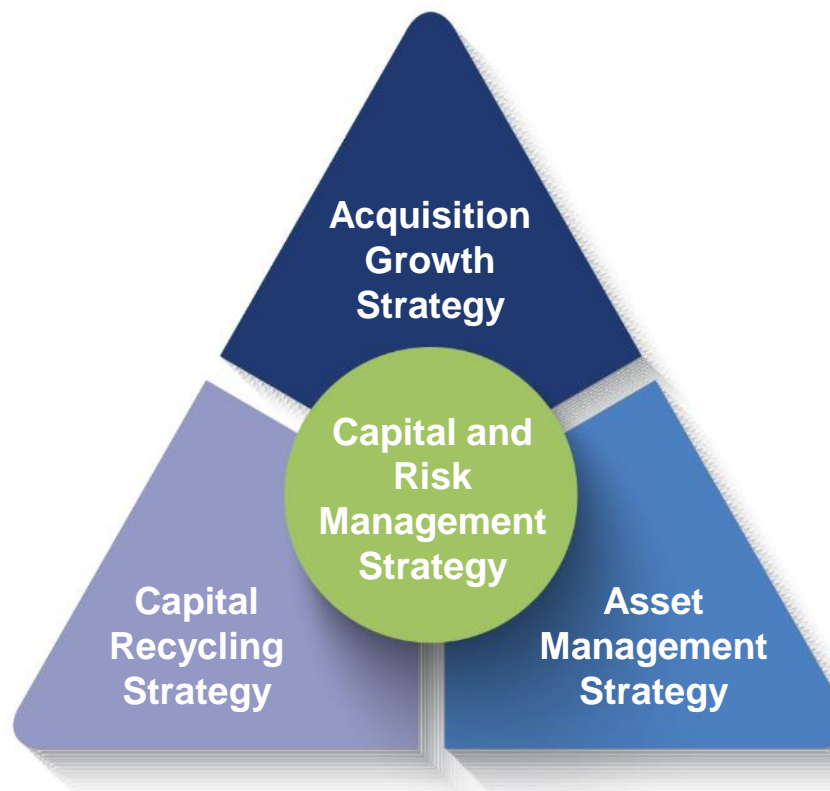 Acquisition
Growth
Strategy
Capital and
Risk
Management
Strategy
Capital
Recycling
Strategy
Asset
Management
Strategy